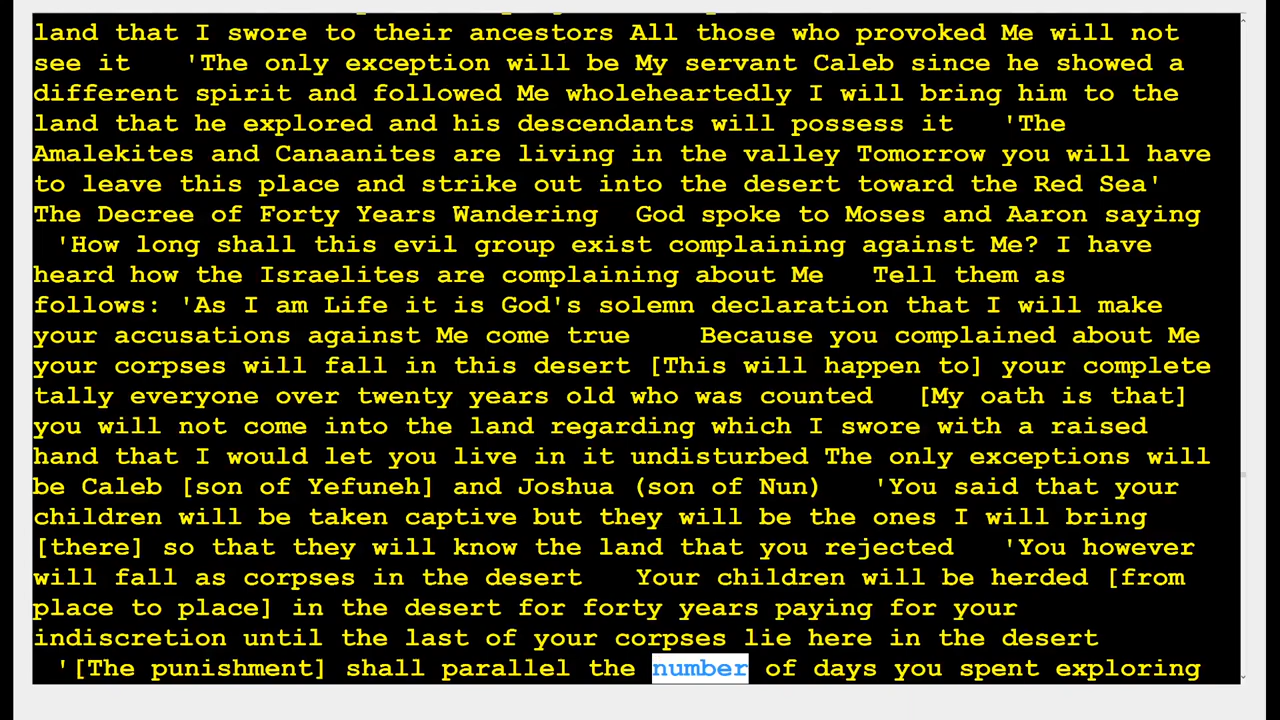 land that I swore to their ancestors All those who provoked Me will not
see it 'The only exception will be My servant Caleb since he showed a
different spirit and followed Me wholeheartedly I will bring him to the
land that he explored and his descendants will possess it 'The
Amalekites and Canaanites are living in the valley Tomorrow you will have
to leave this place and strike out into the desert toward the Red Sea'
The Decree of Forty Years Wandering God spoke to Moses and Aaron saying
'How long shall this evil group exist complaining against Me? I have
heard how the Israelites are complaining about Me Tell them as
follows: 'As I am Life it is God's solemn declaration that I will make
your accusations against Me come true Because you complained about Me
your corpses will fall in this desert [This will happen to] your complete
tally everyone over twenty years old who was counted [My oath is that]
you will not come into the land regarding which I swore with a raised
hand that I would let you live in it undisturbed The only exceptions will
be Caleb [son of Yefuneh] and Joshua (son of Nun) 'You said that your
children will be taken captive but they will be the ones I will bring
[there] so that they will know the land that you rejected 'You however
will fall as corpses in the desert Your children will be herded [from
place to place] in the desert for forty years paying for your
indiscretion until the last of your corpses lie here in the desert
'[The punishment] shall parallel the number of days you spent exploring